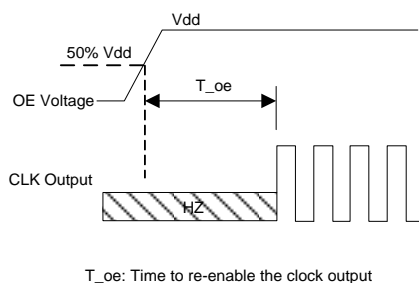 Vdd
50% Vdd
T_oe
OE Voltage
CLK Output
HZ
T_oe: Time to re-enable the clock output